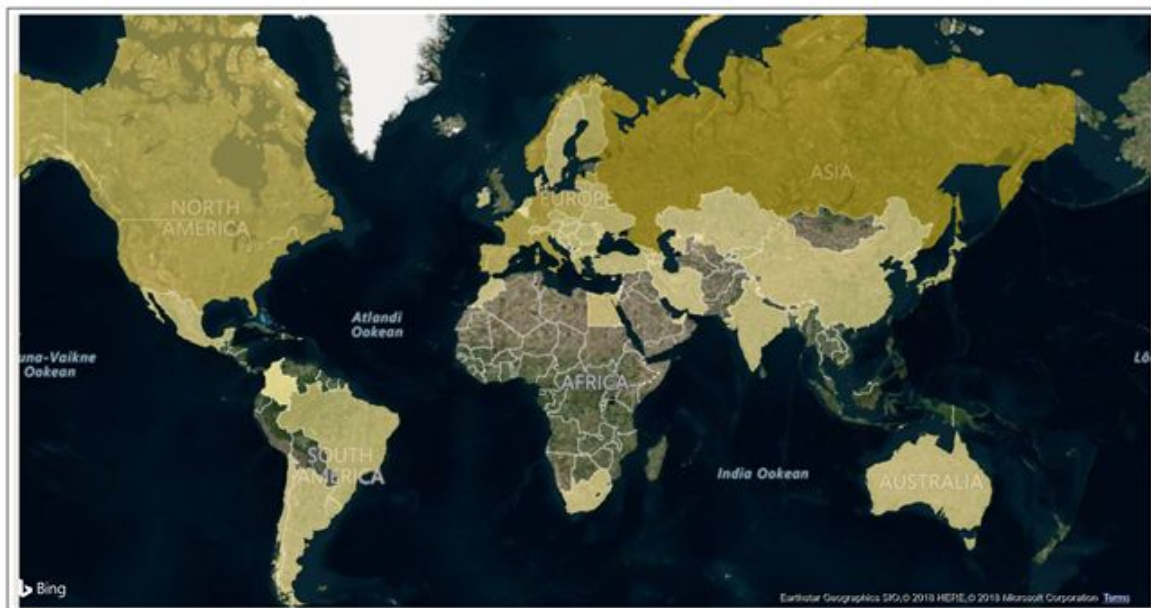 ASIA
EUROPE
NORTH
AMERICA
Atlandi
Ookean
una-Vaikne
Ookean
Lõ
AFRICA
SOUTH
AMERICA
India Ookean
AUSTRALIA
Bing
Earthstar Geographics SIO, © 2018 HERE, © 2018 Microsoft Corporation Terms